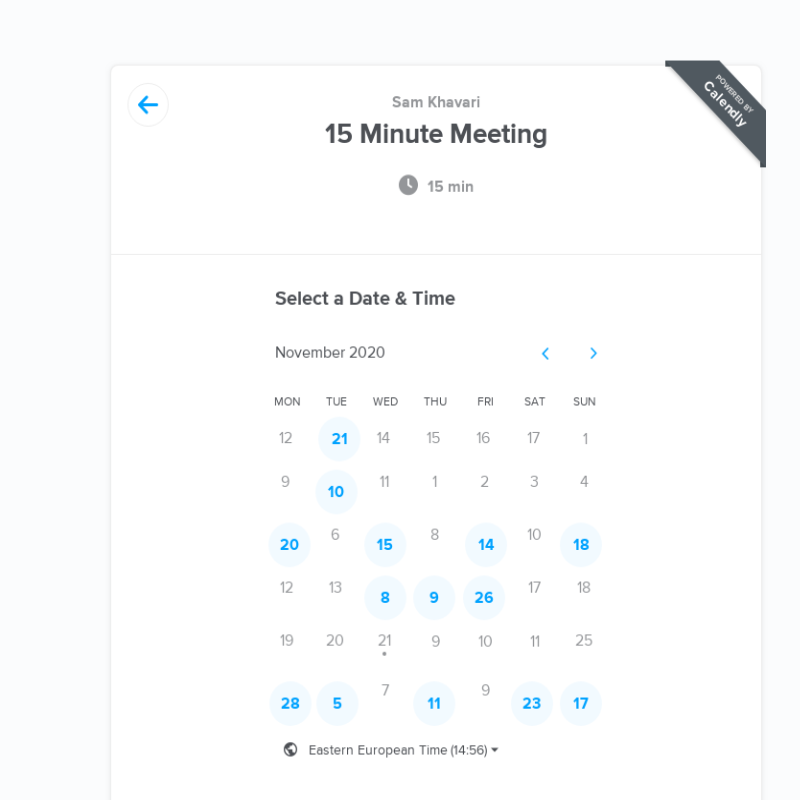 POWERED BY
Calendly
Sam Khavari
15 Minute Meeting
15 min
Select a Date & Time
November 2020
MON TUE WED THU FRI SAT SUN
12 21 14 15 16 17 1
9 10 11 1 2 3 4
20 6 15 8 14 10 18
12 13 8 9 26 17 18
19 20 21 9 10 11 25
28 5 7 11 9 23 17
Eastern European Time (14:56)